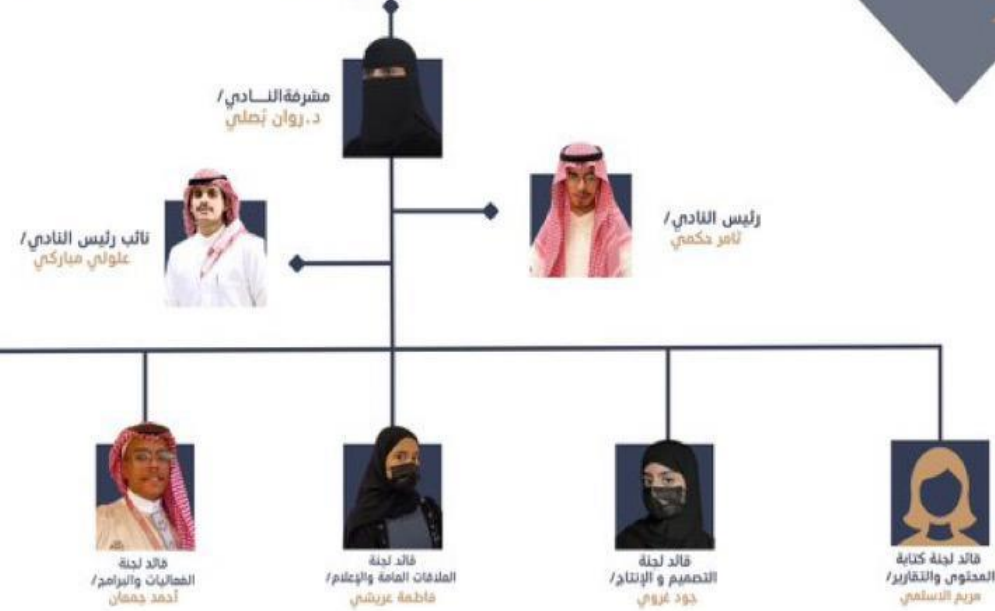 مشرفة النـــادي/
د.روان بُصلي
رئيس النادي/
ثامر حكمي
نائب رئيس النادي/
علولي مباركي
قائد لجنة كتابة
المحتوى والتقارير/
مريم الاسلمي
قائد لجنة
التصميم و الإنتاج/
جود غروي
قائد لجنة
العلاقات العامة والإعلام/
فاطمة عريشي
قائد لجنة
الفعاليات والبرامج/
أحمد جمعان